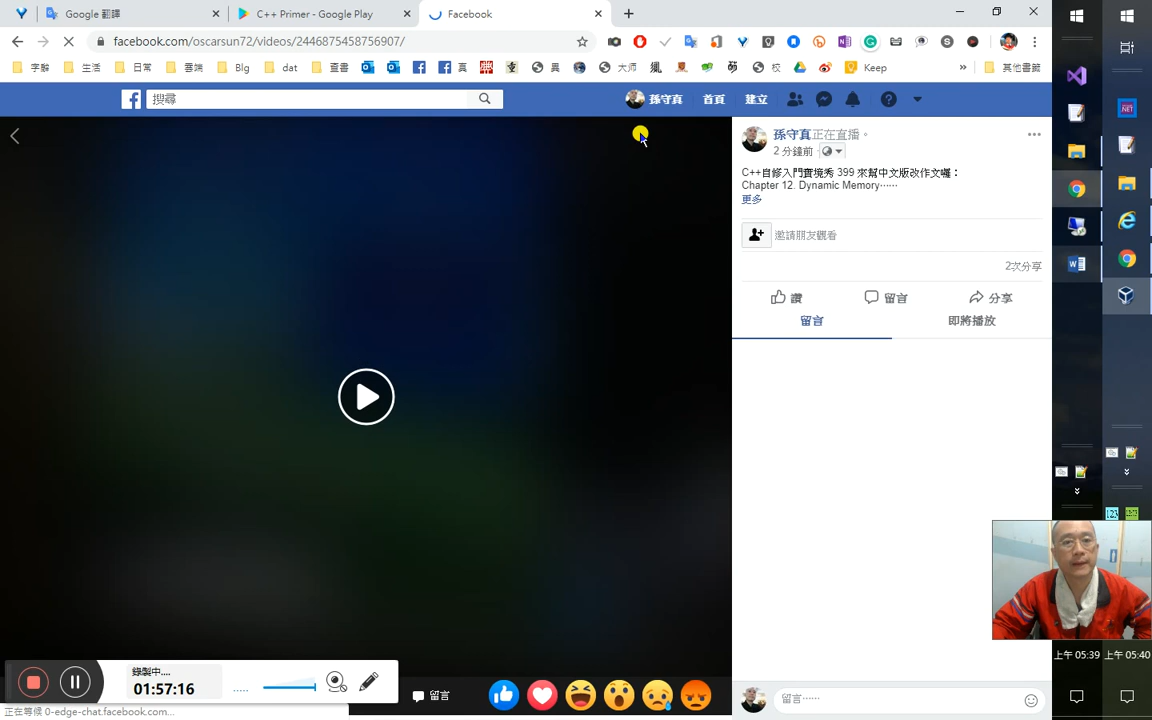 Google 翻譯
C++ Primer - Google Play
Facebook
facebook.com/oscarsun72/videos/2446875458756907/
字辭
生活
日常
雲端
Blg
dat
查書
真
異
大师
校
Keep
其他書籤
搜尋
孫守真
首頁
建立
孫守真正在直播。
2 分鐘前
C++自修入門實境秀 399 來幫中文版改作文囉：
Chapter 12. Dynamic Memory……
更多
邀請朋友觀看
2次分享
讚
留言
分享
留言
即將播放
錄製中....
01:57:16
留言
留言……
正在等候 0-edge-chat.facebook.com...
上午 05:39
上午 05:40